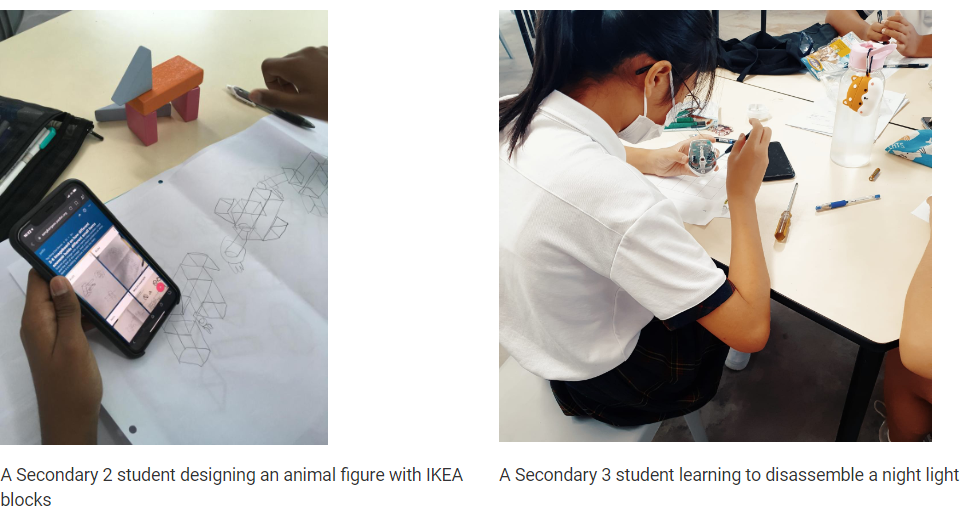 A Secondary 2 student designing an animal figure with IKEA
blocks
A Secondary 3 student learning to disassemble a night light